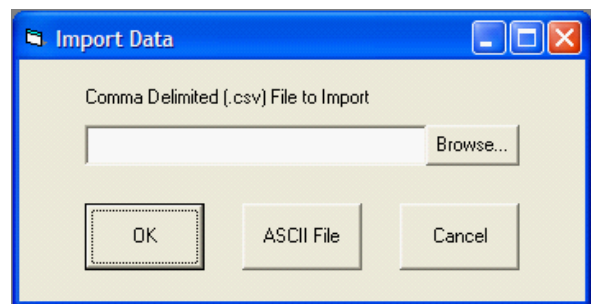 Import Data
Comma Delimited (.csv) File to Import
Browse...
OK ASCII File Cancel